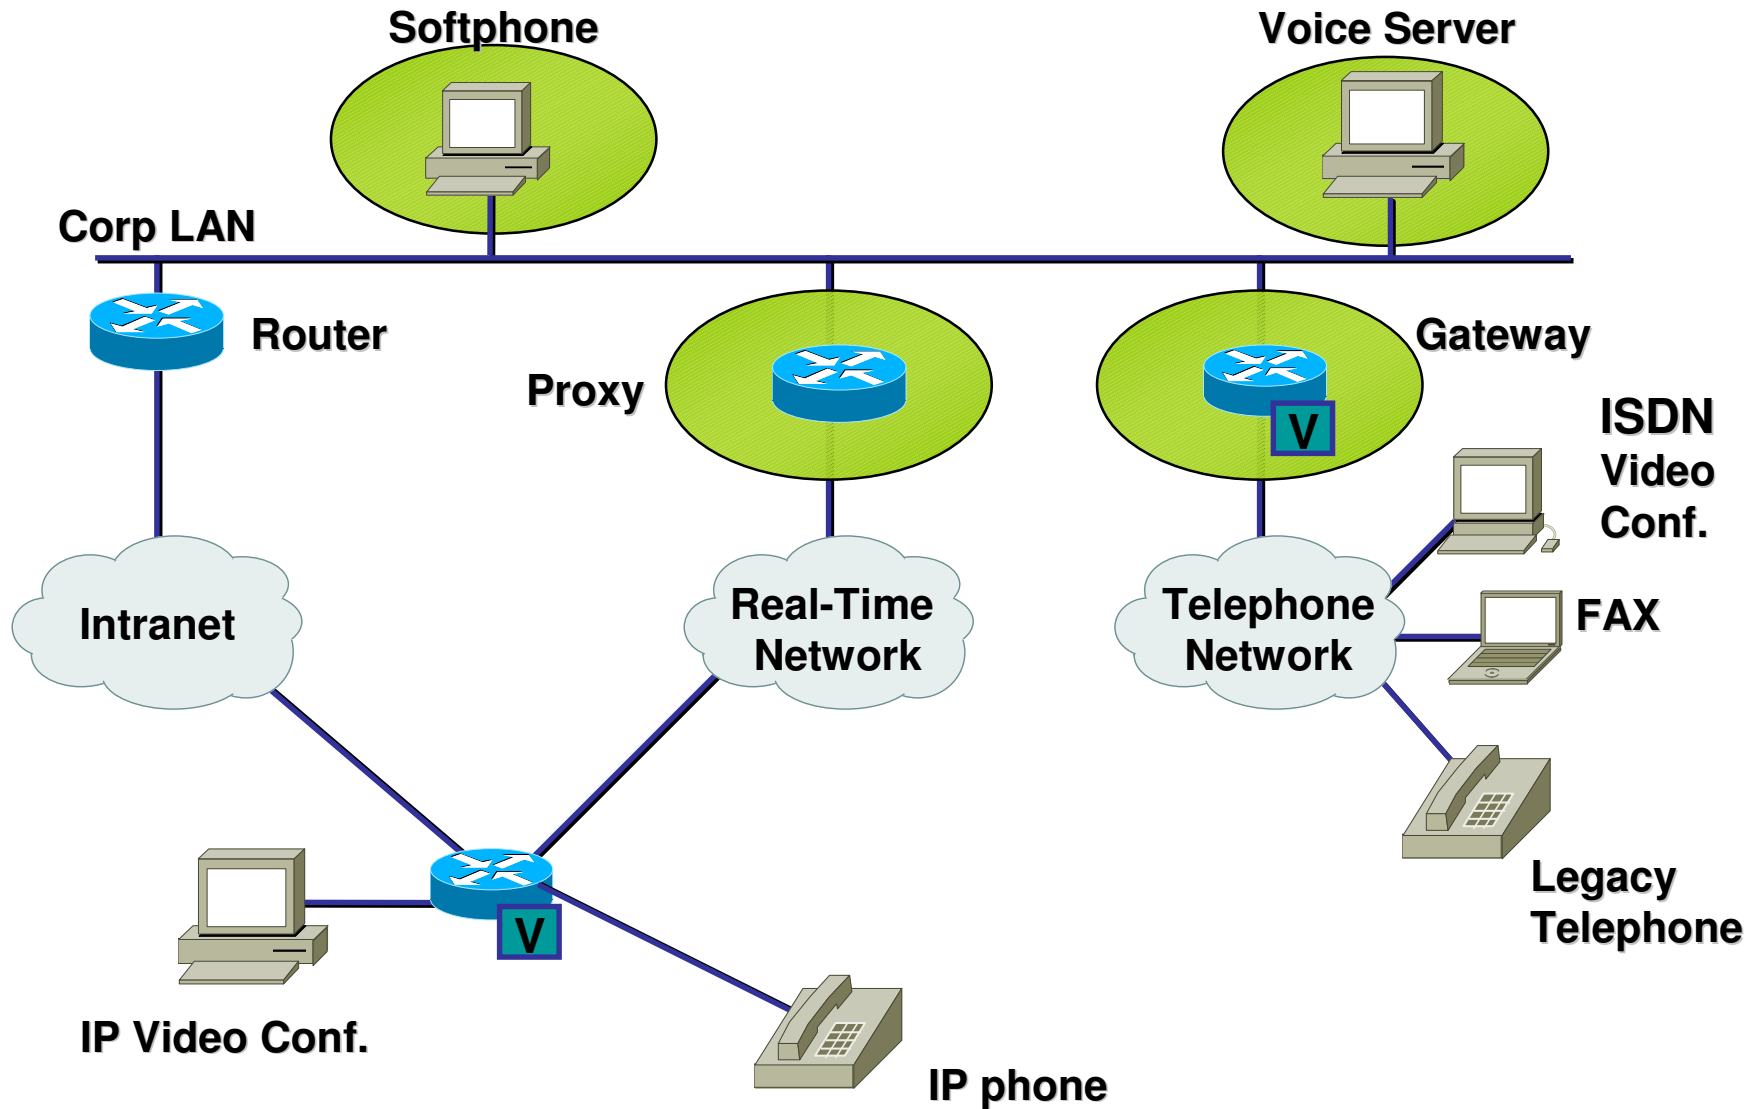 Softphone
Voice Server
Corp LAN
Router
Proxy
Gateway
V
ISDN
Video
Conf.
Intranet
Real-Time
Network
Telephone
Network
FAX
Legacy
Telephone
V
IP Video Conf.
IP phone